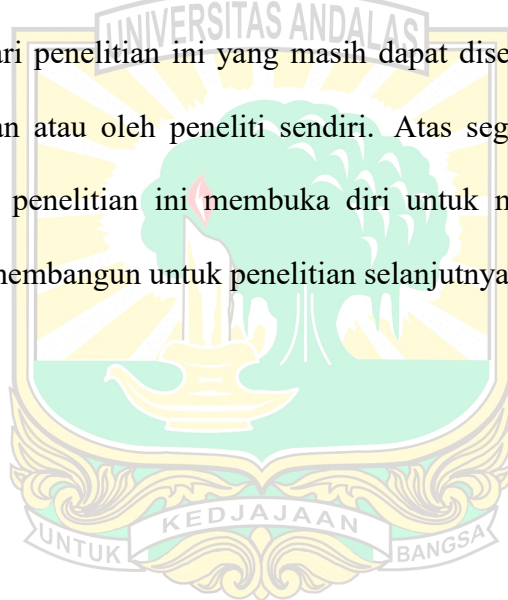 UNIVERSITAS ANDALAS
ari penelitian ini yang masih dapat dise
an atau oleh peneliti sendiri. Atas seg
penelitian ini membuka diri untuk m
membangun untuk penelitian selanjutnya
UNTUK KEDJAJAAN BANGSA